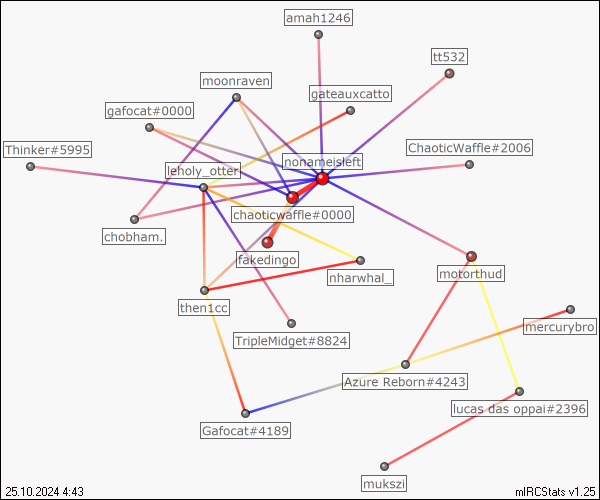 amah1246
tt532
moonraven
gateauxcatto
gafocat#0000
Thinker#5995
nonameisleft
ChaoticWaffle#2006
leholy_otter
chaoticwaffle#0000
chobham.
fakedingo
motorthud
nharwhal_
then1cc
mercurybro
TripleMidget#8824
Azure Reborn#4243
lucas das oppai#2396
Gafocat#4189
mukszi
25.10.2024 4:43
mIRCStats v1.25